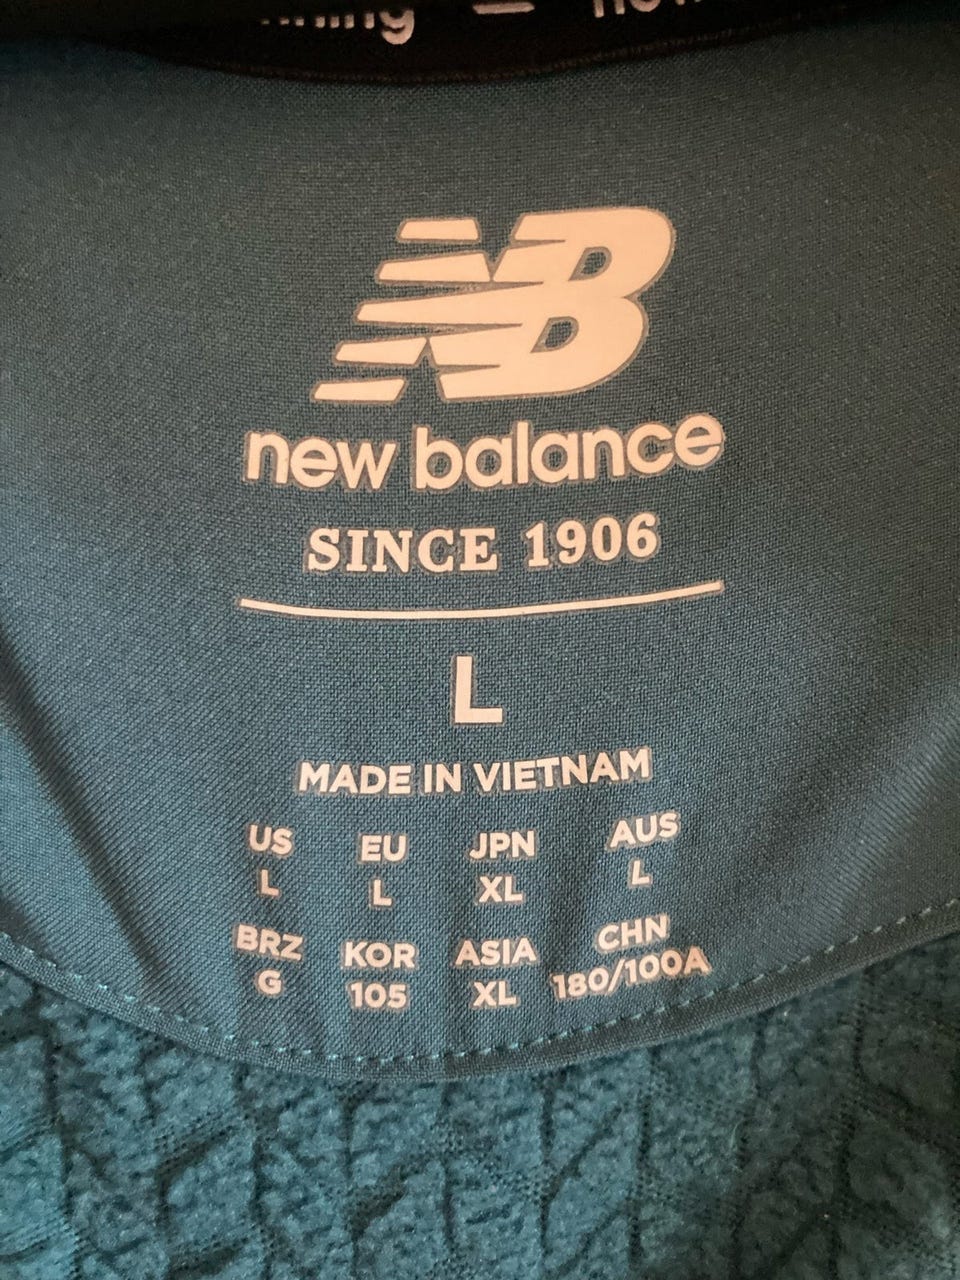 NB
new balance
SINCE 1906
L
MADE IN VIETNAM
US EU JPN AUS
L L XL L
BRZ KOR ASIA CHN
G 105 XL 180/100A